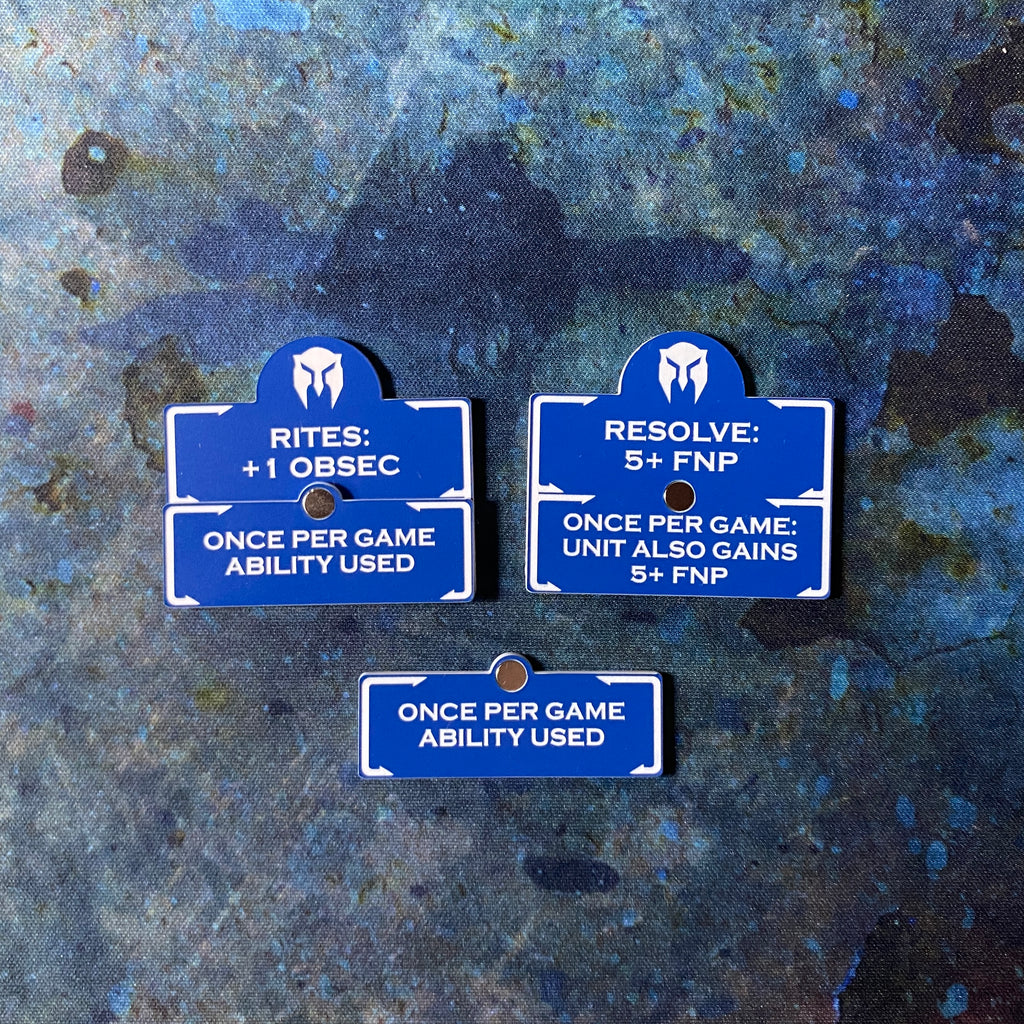 RITES:
+1 OBSEC
ONCE PER GAME
ABILITY USED
RESOLVE:
5+ FNP
ONCE PER GAME:
UNIT ALSO GAINS
5+ FNP
ONCE PER GAME
ABILITY USED